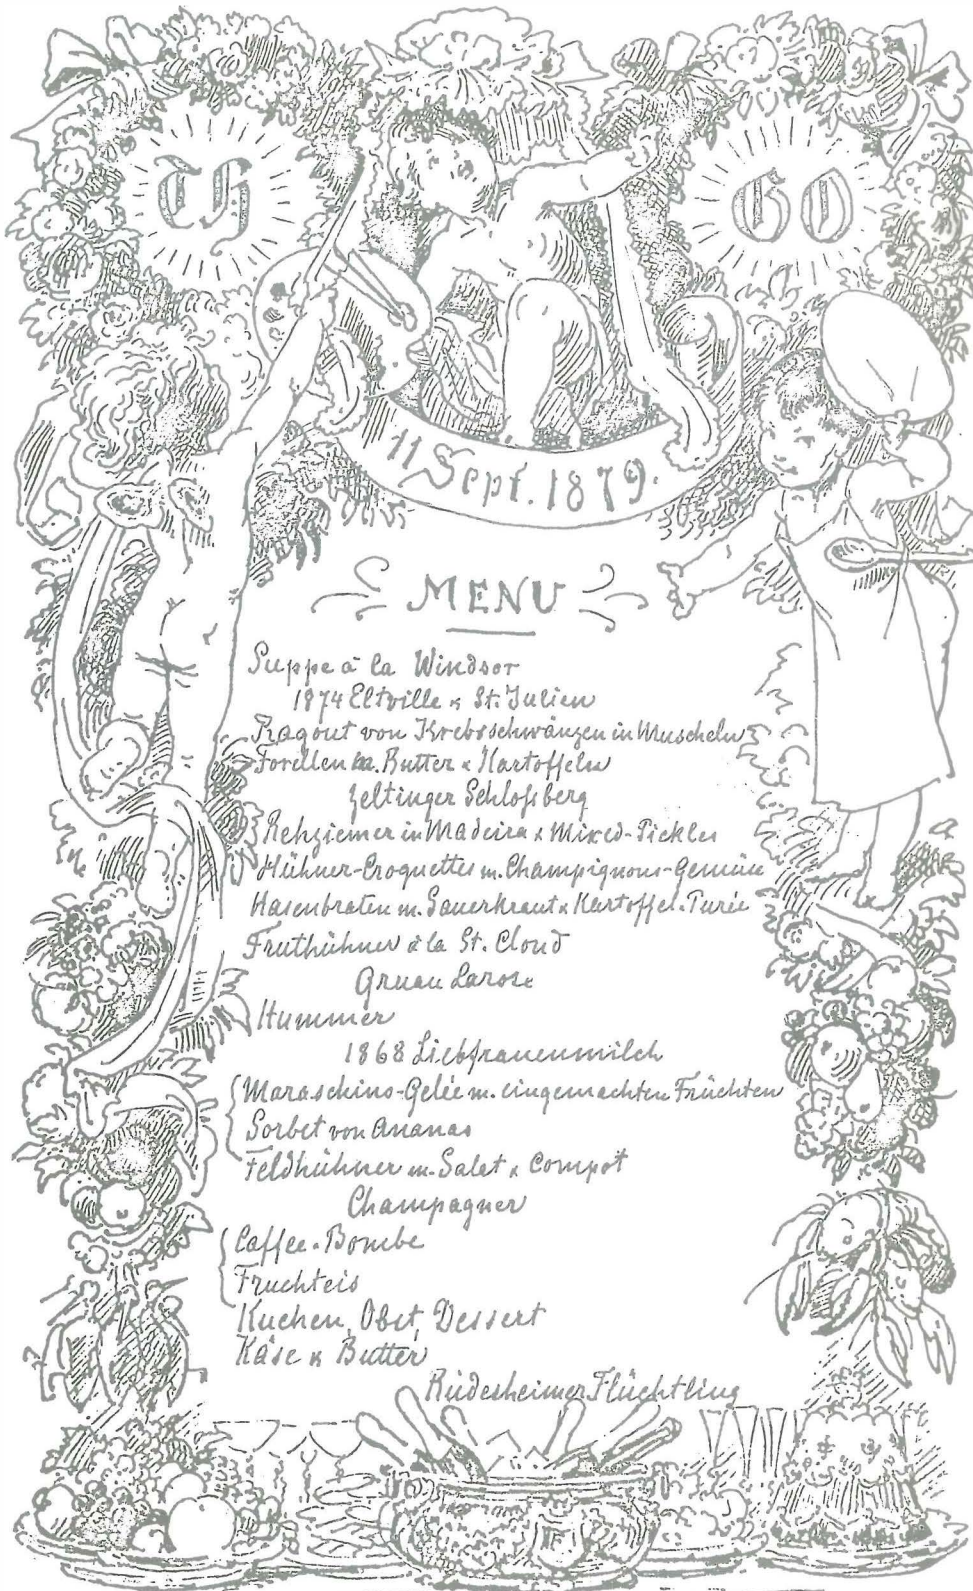 60
11 Sept. 1879.
MENU
Suppe à la Windsor
1874 Eltville & St. Julien
Ragout von Krebsschwänzen in Muscheln
Forellen m. Butter & Kartoffeln
Zeltinger Schloßberg
Rehziemer in Madeira & Mixed-Pickles
Hühner-Croquettes m. Champignons-Gemüse
Hasenbraten m. Sauerkraut & Kartoffel-Purée
Truthühner à la St. Cloud
Gruau Larose
Hummer
1868 Liebfrauenmilch
Maraschino-Gelée m. eingemachten Früchten
Sorbet von Ananas
Feldhühner m. Salat & Compot
Champagner
Caffee-Bombe
Fruchteis
Kuchen, Obst, Dessert
Käse & Butter
Rüdesheimer Flüchtling